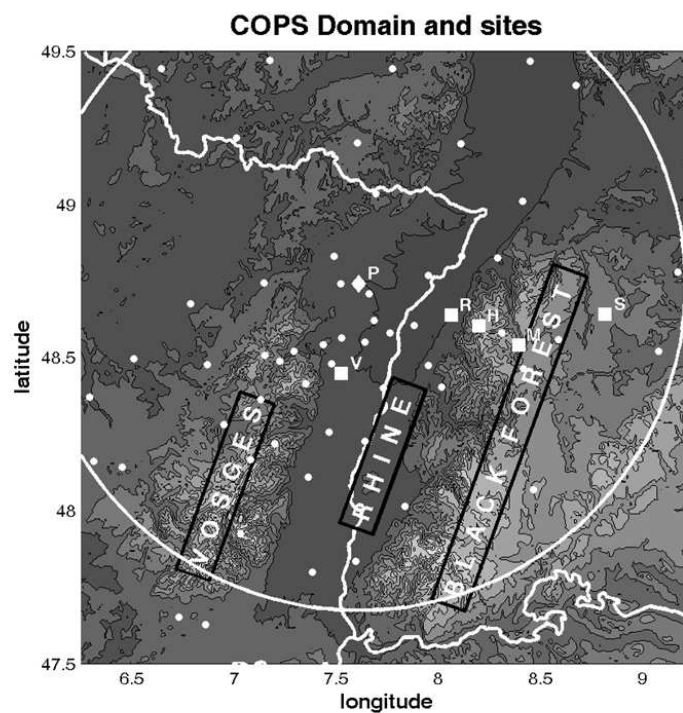 COPS Domain and sites
49.5
49
48.5
48
47.5
latitude
P
R
H
M
S
V
VOSGES
RHINE
BLACK FOREST
6.5
7
7.5
8
8.5
9
longitude